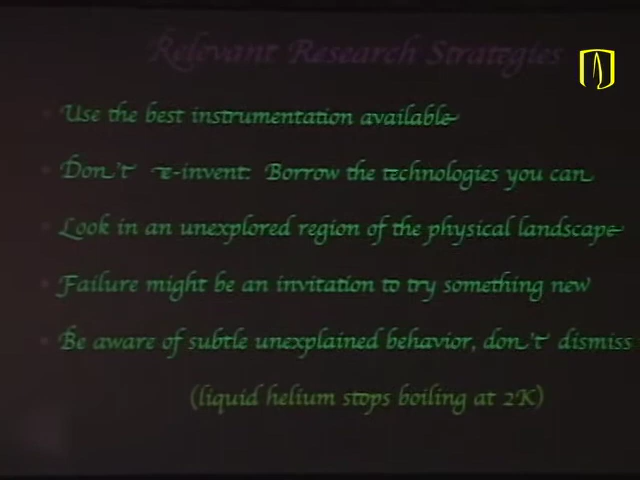 Relevant Research Strategies
Use the best instrumentation available
Don't re-invent: Borrow the technologies you can
Look in an unexplored region of the physical landscape
Failure might be an invitation to try something new
Be aware of subtle unexplained behavior, don't dismiss
(liquid helium stops boiling at 2K)